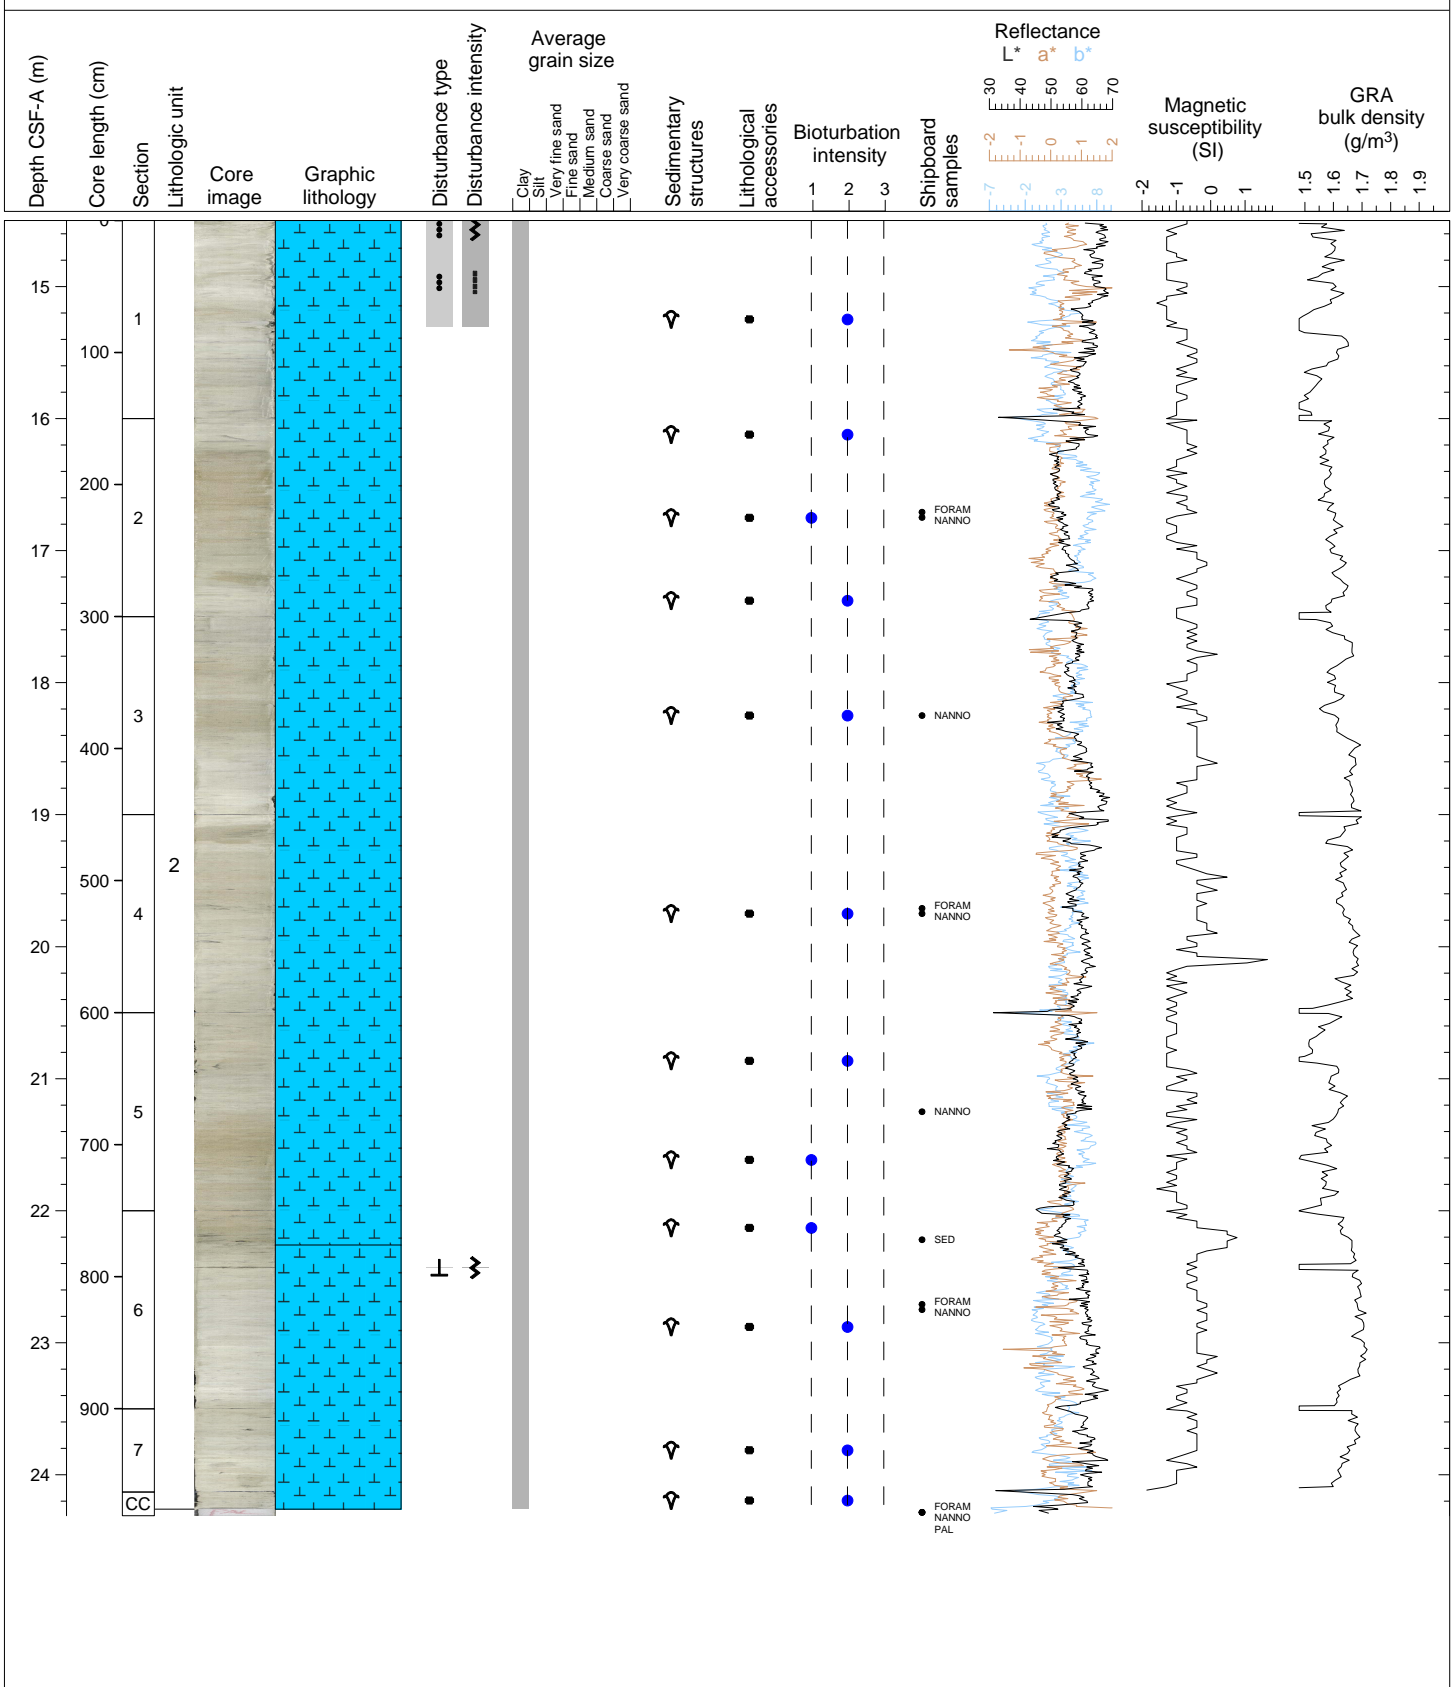 Depth CSF-A (m)
Core length (cm)
Section
Lithologic unit
Core
image
Graphic
lithology
Disturbance type
Disturbance intensity
Average
grain size
Clay
Silt
Very fine sand
Fine sand
Medium sand
Coarse sand
Very coarse sand
Sedimentary
structures
Lithological
accessories
Bioturbation
intensity
1 2 3
Shipboard
samples
Reflectance
L* a* b*
30 40 50 60 70
-2 -1 0 1 2
-7 -2 3 8
Magnetic
susceptibility
(SI)
-2 -1 0 1
GRA
bulk density
(g/m³)
1.5 1.6 1.7 1.8 1.9
0
15
1
100
16
200
FORAM
2
NANNO
17
300
18
3
NANNO
400
19
2
500
FORAM
4
NANNO
20
600
21
5
NANNO
700
22
SED
800
6
FORAM
NANNO
23
900
7
24
CC
FORAM
NANNO
PAL